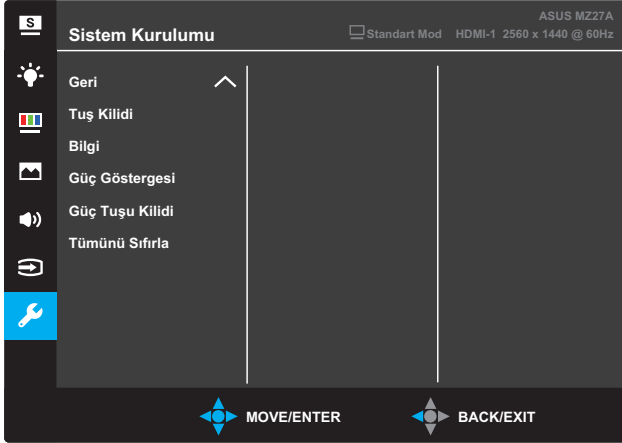 S
ASUS MZ27A
Sistem Kurulumu
Standart Mod HDMI-1 2560 x 1440 @ 60Hz
Geri
Tuş Kilidi
Bilgi
Güç Göstergesi
Güç Tuşu Kilidi
Tümünü Sıfırla
MOVE/ENTER BACK/EXIT